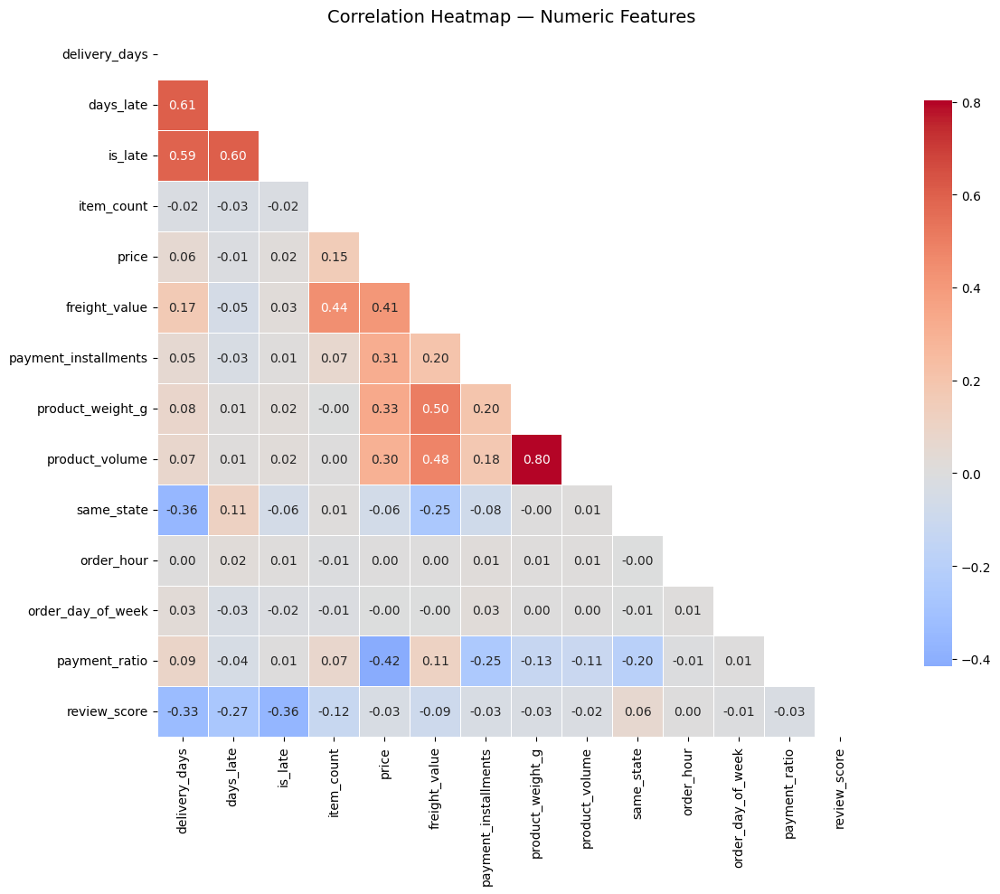 Correlation Heatmap — Numeric Features
delivery_days
days_late 0.61
is_late 0.59 0.60
item_count -0.02 -0.03 -0.02
price 0.06 -0.01 0.02 0.15
freight_value 0.17 -0.05 0.03 0.44 0.41
payment_installments 0.05 -0.03 0.01 0.07 0.31 0.20
product_weight_g 0.08 0.01 0.02 -0.00 0.33 0.50 0.20
product_volume 0.07 0.01 0.02 0.00 0.30 0.48 0.18 0.80
same_state -0.36 0.11 -0.06 0.01 -0.06 -0.25 -0.08 -0.00 0.01
order_hour 0.00 0.02 0.01 -0.01 0.00 0.00 0.01 0.01 0.01 -0.00
order_day_of_week 0.03 -0.03 -0.02 -0.01 -0.00 -0.00 0.03 0.00 0.00 -0.01 0.01
payment_ratio 0.09 -0.04 0.01 0.07 -0.42 0.11 -0.25 -0.13 -0.11 -0.20 -0.01 0.01
review_score -0.33 -0.27 -0.36 -0.12 -0.03 -0.09 -0.03 -0.03 -0.02 0.06 0.00 -0.01 -0.03
delivery_days
days_late
is_late
item_count
price
freight_value
payment_installments
product_weight_g
product_volume
same_state
order_hour
order_day_of_week
payment_ratio
review_score
0.8
0.6
0.4
0.2
0.0
−0.2
−0.4